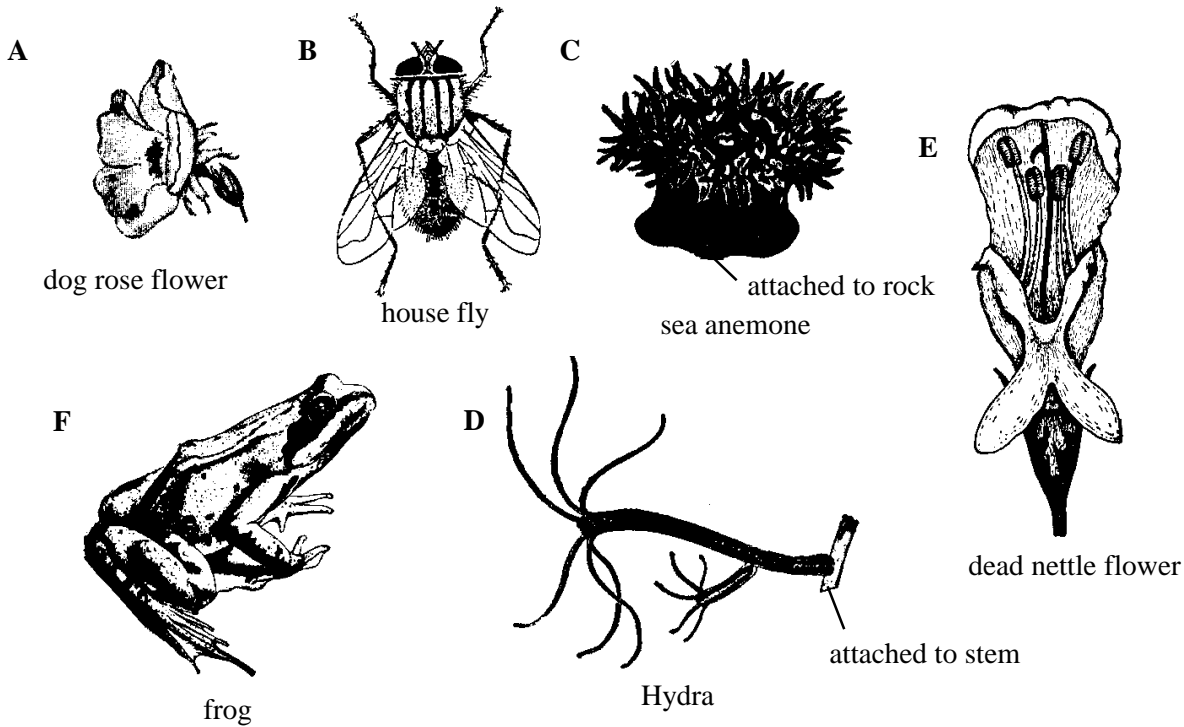 A
dog rose flower
B
house fly
C
attached to rock
sea anemone
E
dead nettle flower
F
frog
D
attached to stem
Hydra